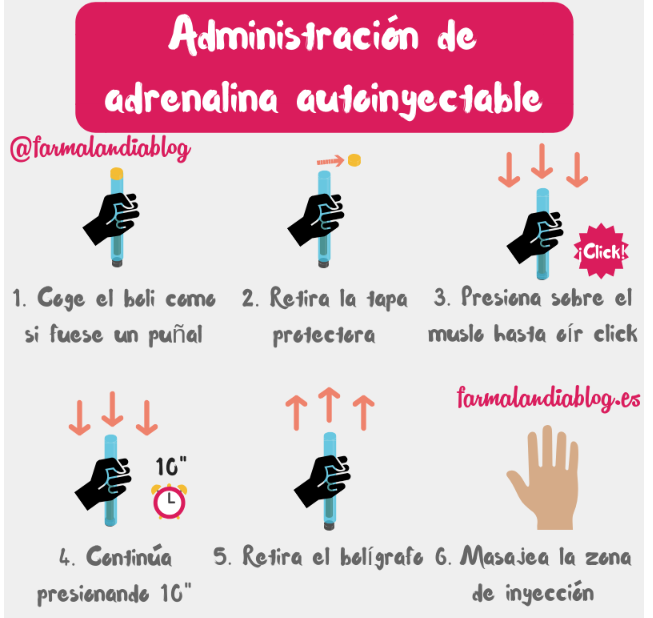 Administración de
adrenalina autoinyectable
@farmalandiablog
1. Coge el boli como
si fuese un puñal
2. Retira la tapa
protectora
¡Click!
3. Presiona sobre el
muslo hasta oír click
10"
4. Continúa
presionando 10"
5. Retira el bolígrafo
farmalandiablog.es
6. Masajea la zona
de inyección